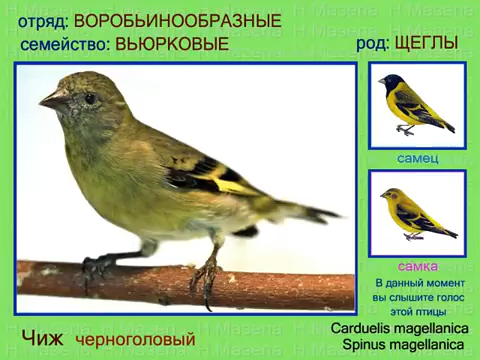 отряд: ВОРОБЬИНООБРАЗНЫЕ
семейство: ВЬЮРКОВЫЕ
род: ЩЕГЛЫ
самец
самка
В данный момент
вы слышите голос
этой птицы
Чиж черноголовый
Carduelis magellanica
Spinus magellanica